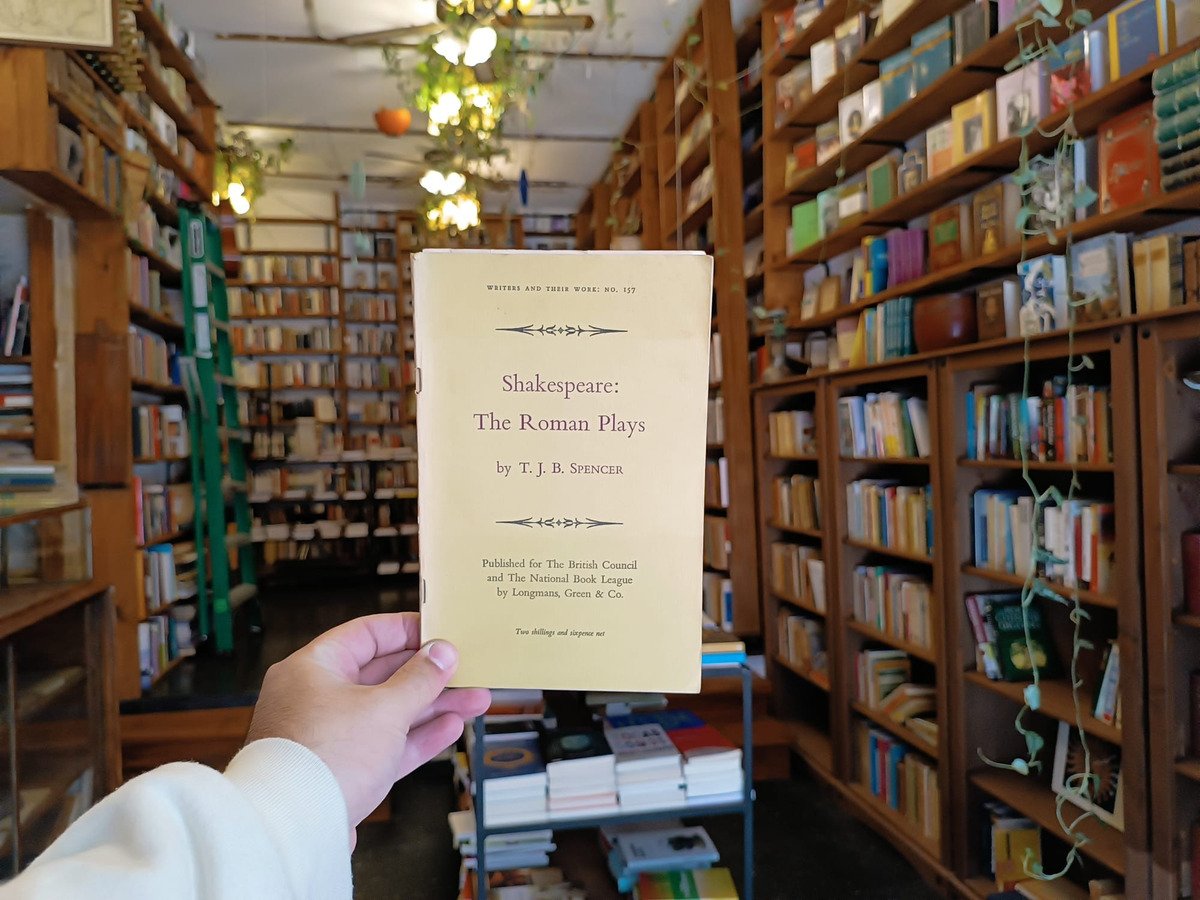 WRITERS AND THEIR WORK: NO. 157
Shakespeare:
The Roman Plays
by T. J. B. SPENCER
Published for The British Council
and The National Book League
by Longmans, Green & Co.
Two shillings and sixpence net